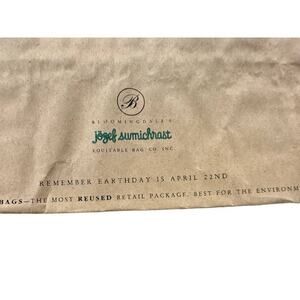 B
BLOOMINGDALE'S
józef sumichrast
EQUITABLE BAG CO. INC.
REMEMBER EARTHDAY IS APRIL 22ND
BAGS—THE MOST REUSED RETAIL PACKAGE. BEST FOR THE ENVIRONM